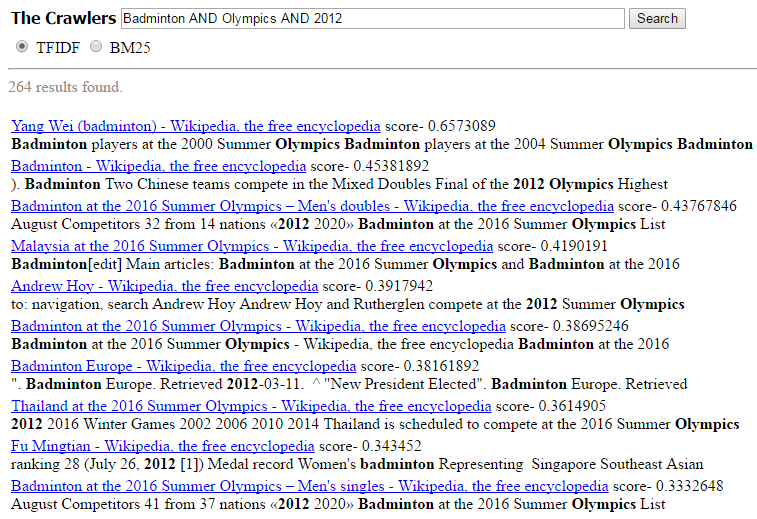 The Crawlers Badminton AND Olympics AND 2012 Search
TFIDF BM25
264 results found.
Yang Wei (badminton) - Wikipedia, the free encyclopedia score- 0.6573089
Badminton players at the 2000 Summer Olympics Badminton players at the 2004 Summer Olympics Badminton
Badminton - Wikipedia, the free encyclopedia score- 0.45381892
). Badminton Two Chinese teams compete in the Mixed Doubles Final of the 2012 Olympics Highest
Badminton at the 2016 Summer Olympics – Men's doubles - Wikipedia, the free encyclopedia score- 0.43767846
August Competitors 32 from 14 nations «2012 2020» Badminton at the 2016 Summer Olympics List
Malaysia at the 2016 Summer Olympics - Wikipedia, the free encyclopedia score- 0.4190191
Badminton[edit] Main articles: Badminton at the 2016 Summer Olympics and Badminton at the 2016
Andrew Hoy - Wikipedia, the free encyclopedia score- 0.3917942
to: navigation, search Andrew Hoy Andrew Hoy and Rutherglen compete at the 2012 Summer Olympics
Badminton at the 2016 Summer Olympics - Wikipedia, the free encyclopedia score- 0.38695246
Badminton at the 2016 Summer Olympics - Wikipedia, the free encyclopedia Badminton at the 2016
Badminton Europe - Wikipedia, the free encyclopedia score- 0.38161892
". Badminton Europe. Retrieved 2012-03-11. ^ "New President Elected". Badminton Europe. Retrieved
Thailand at the 2016 Summer Olympics - Wikipedia, the free encyclopedia score- 0.3614905
2012 2016 Winter Games 2002 2006 2010 2014 Thailand is scheduled to compete at the 2016 Summer Olympics
Fu Mingtian - Wikipedia, the free encyclopedia score- 0.343452
ranking 28 (July 26, 2012 [1]) Medal record Women's badminton Representing Singapore Southeast Asian
Badminton at the 2016 Summer Olympics – Men's singles - Wikipedia, the free encyclopedia score- 0.3332648
August Competitors 41 from 37 nations «2012 2020» Badminton at the 2016 Summer Olympics List